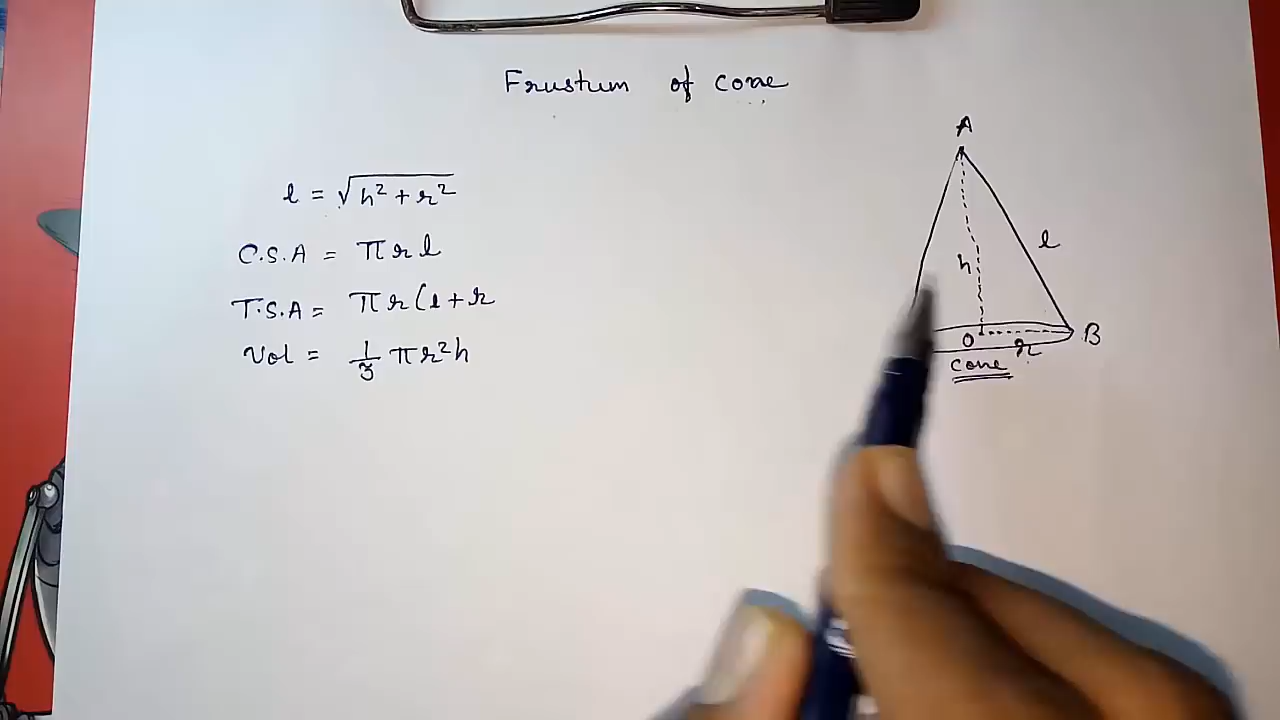 Frustum of cone
l = √h² + r²
C.S.A = πrl
T.S.A = πr(l+r
Vol = 1/3 πr²h
A
l
h
O
r
B
cone